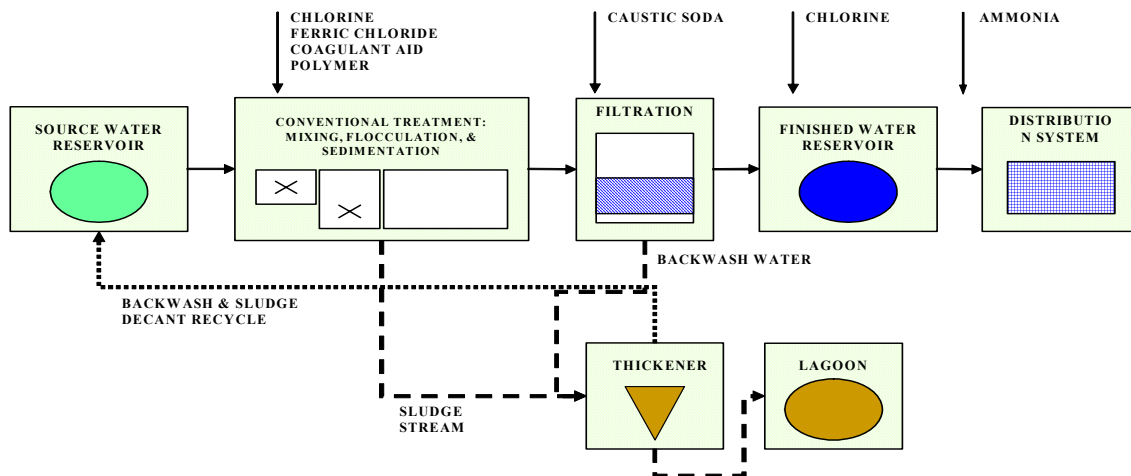 CHLORINE
FERRIC CHLORIDE
COAGULANT AID
POLYMER
CAUSTIC SODA
CHLORINE
AMMONIA
SOURCE WATER
RESERVOIR
CONVENTIONAL TREATMENT:
MIXING, FLOCCULATION, &
SEDIMENTATION
FILTRATION
FINISHED WATER
RESERVOIR
DISTRIBUTIO
N SYSTEM
BACKWASH WATER
BACKWASH & SLUDGE
DECANT RECYCLE
THICKENER
LAGOON
SLUDGE
STREAM